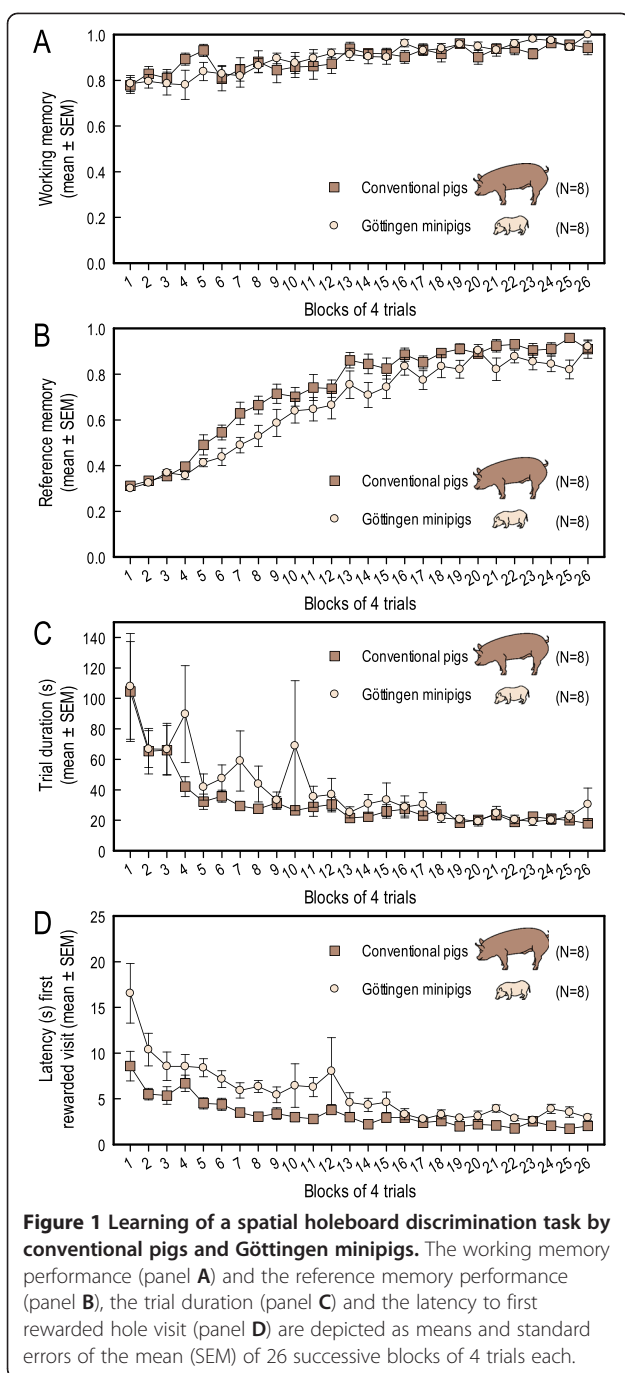 A
Working memory
(mean ± SEM)
1.0
0.8
0.6
0.4
0.2
0.0
Conventional pigs (N=8)
Göttingen minipigs (N=8)
1 2 3 4 5 6 7 8 9 10 11 12 13 14 15 16 17 18 19 20 21 22 23 24 25 26
Blocks of 4 trials
B
Reference memory
(mean ± SEM)
1.0
0.8
0.6
0.4
0.2
0.0
Conventional pigs (N=8)
Göttingen minipigs (N=8)
1 2 3 4 5 6 7 8 9 10 11 12 13 14 15 16 17 18 19 20 21 22 23 24 25 26
Blocks of 4 trials
C
Trial duration (s)
(mean ± SEM)
140
120
100
80
60
40
20
0
Conventional pigs (N=8)
Göttingen minipigs (N=8)
1 2 3 4 5 6 7 8 9 10 11 12 13 14 15 16 17 18 19 20 21 22 23 24 25 26
Blocks of 4 trials
D
Latency (s) first
rewarded visit (mean ± SEM)
25
20
15
10
5
0
Conventional pigs (N=8)
Göttingen minipigs (N=8)
1 2 3 4 5 6 7 8 9 10 11 12 13 14 15 16 17 18 19 20 21 22 23 24 25 26
Blocks of 4 trials
Figure 1 Learning of a spatial holeboard discrimination task by
conventional pigs and Göttingen minipigs. The working memory
performance (panel A) and the reference memory performance
(panel B), the trial duration (panel C) and the latency to first
rewarded hole visit (panel D) are depicted as means and standard
errors of the mean (SEM) of 26 successive blocks of 4 trials each.